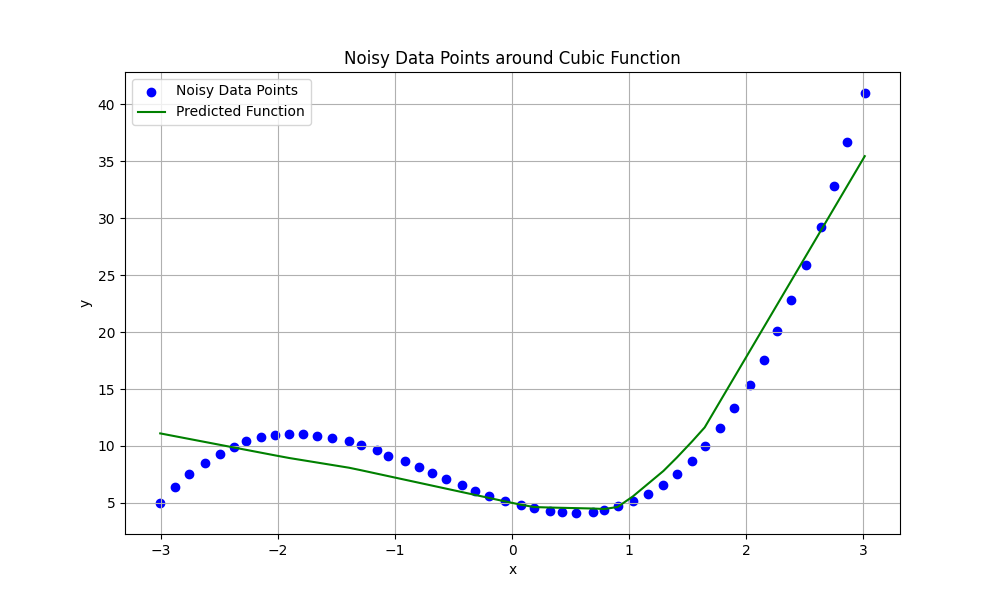 Noisy Data Points around Cubic Function
Noisy Data Points
Predicted Function
40
35
30
25
20
15
10
5
y
−3 −2 −1 0 1 2 3
x